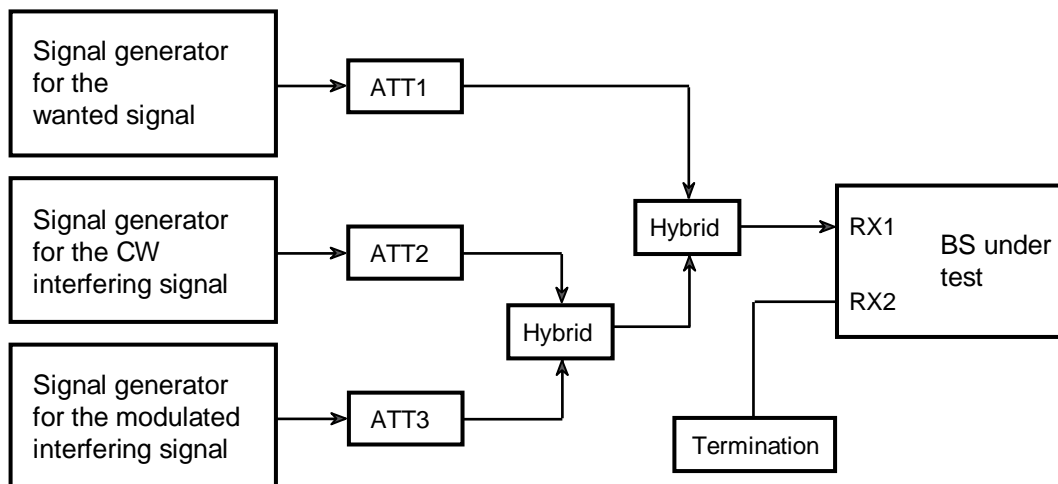 Signal generator
for the
wanted signal
ATT1
Signal generator
for the CW
interfering signal
ATT2
Hybrid
Hybrid
RX1
RX2
BS under
test
Signal generator
for the modulated
interfering signal
ATT3
Termination